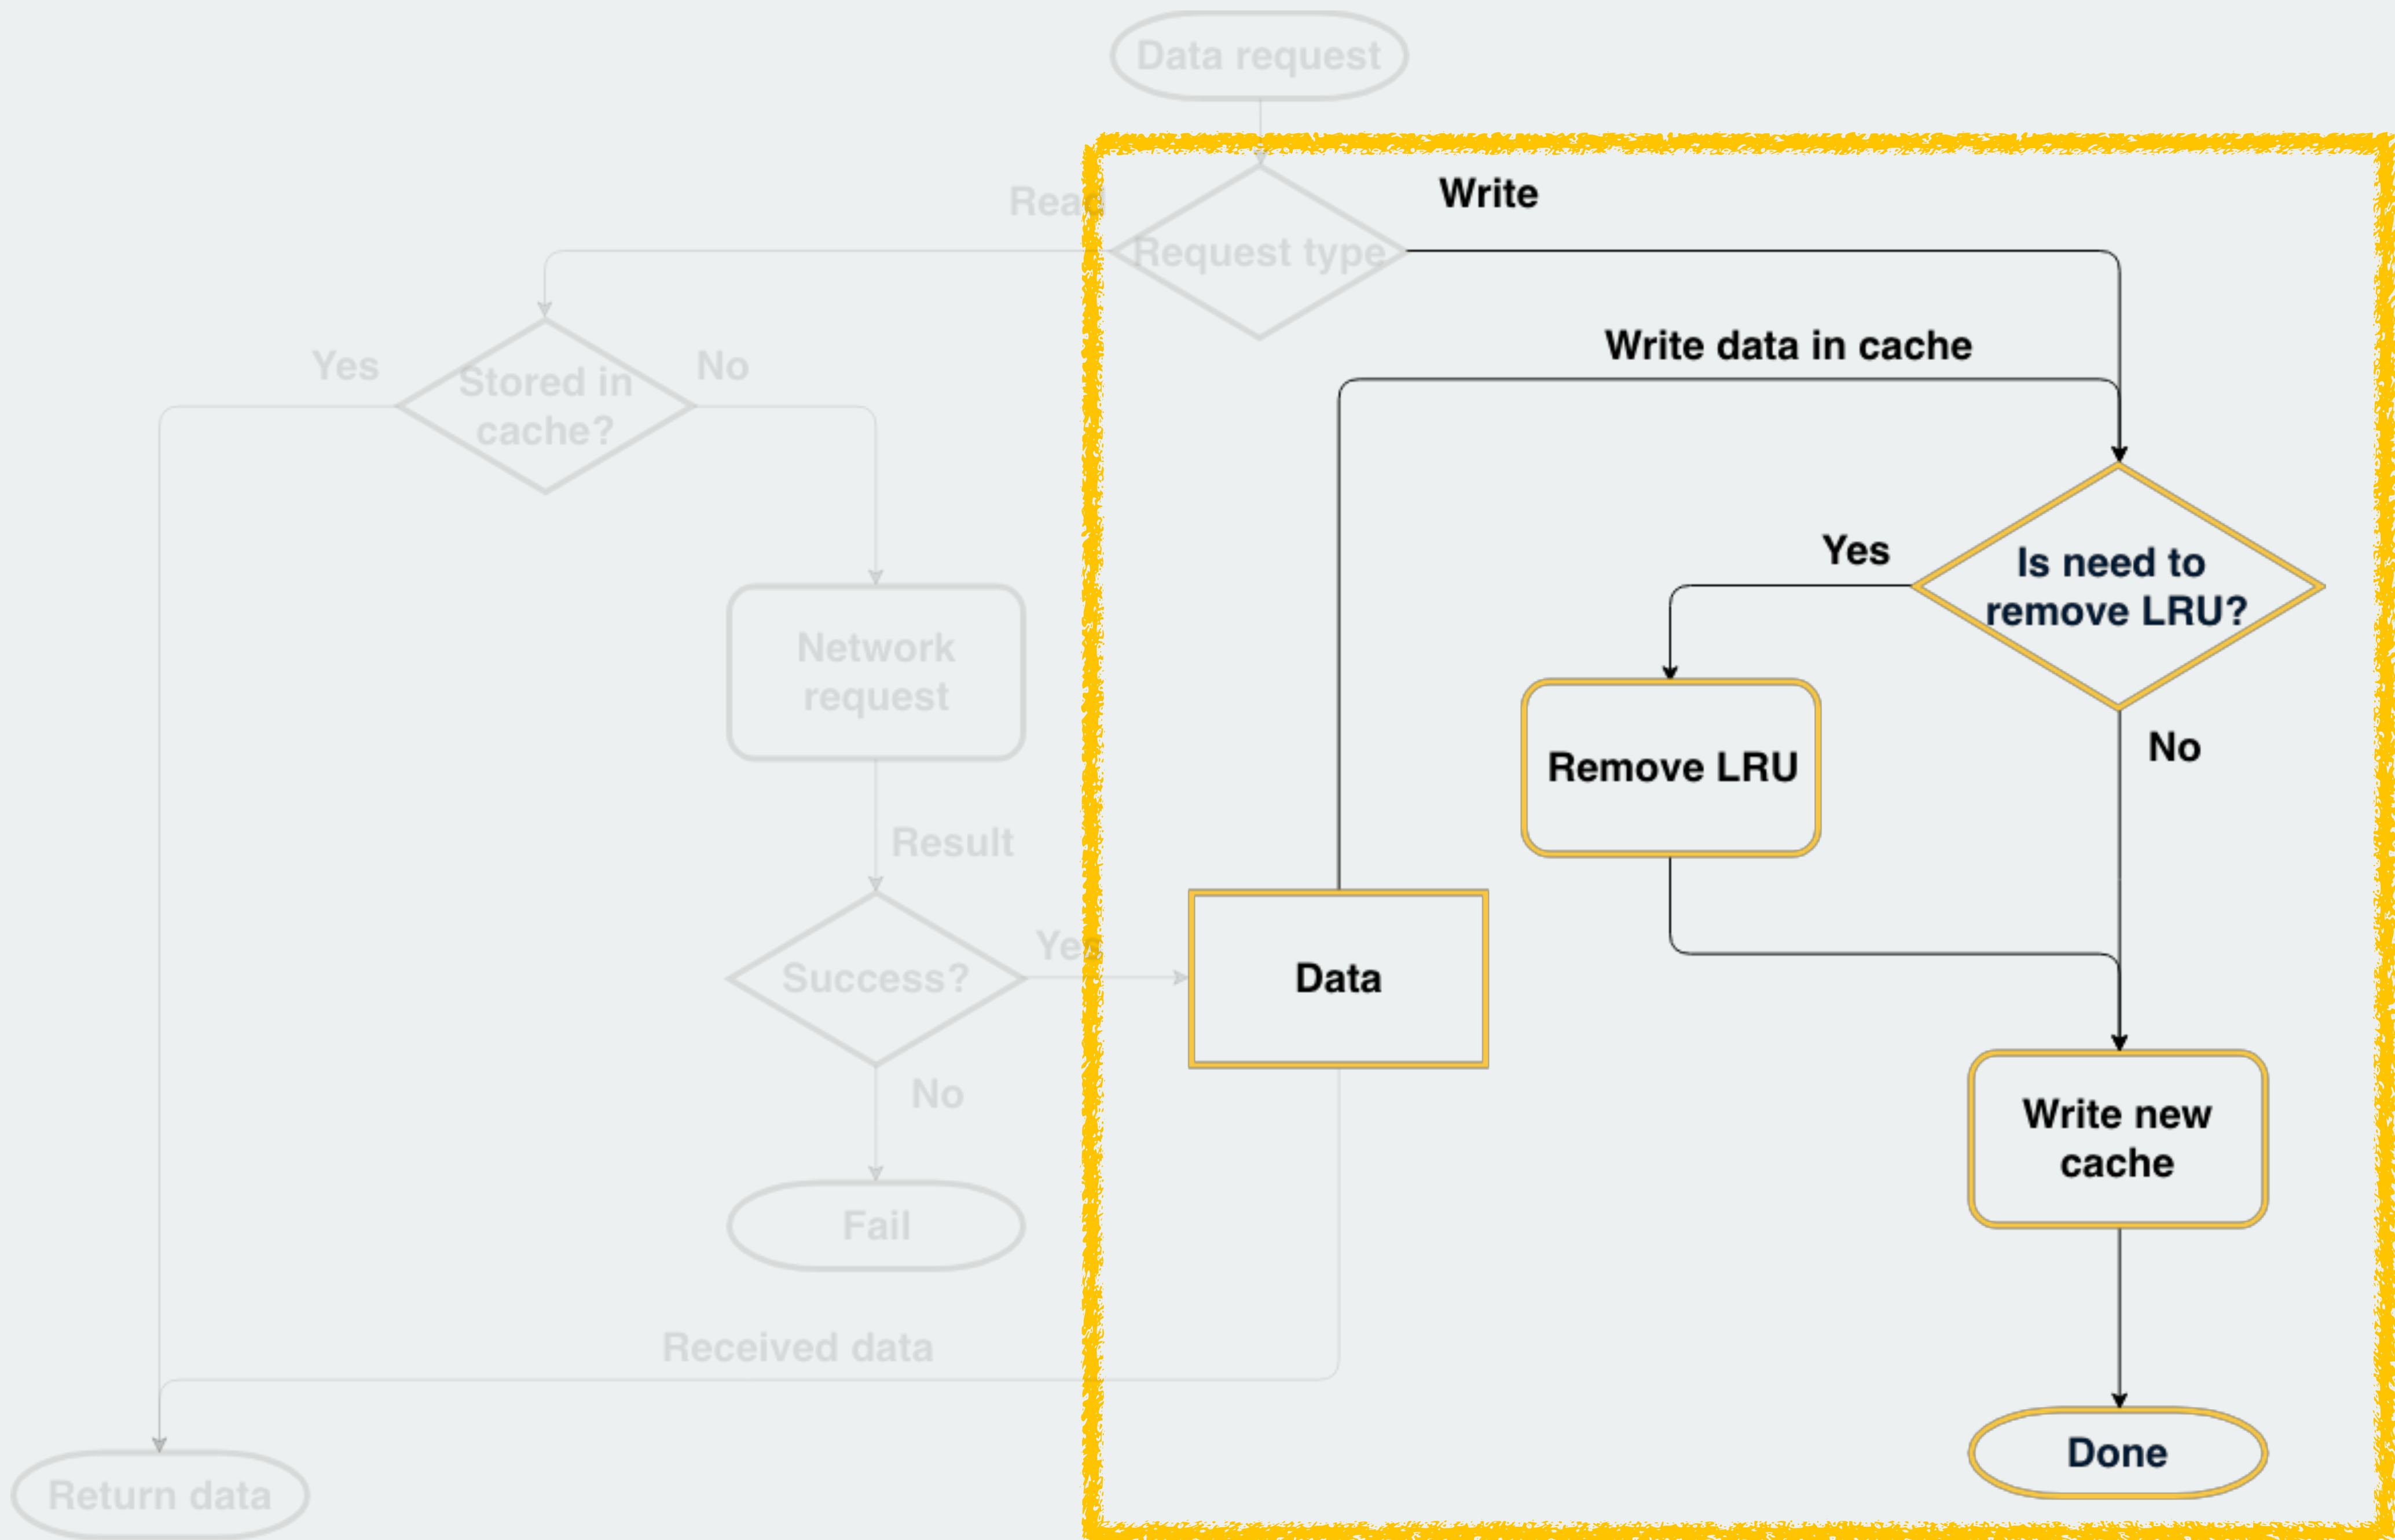 Data request
Read
Write
Request type
Write data in cache
Yes
Stored in
cache?
No
Yes
Is need to
remove LRU?
Network
request
Remove LRU
No
Result
Yes
Success?
Data
No
Write new
cache
Fail
Received data
Done
Return data